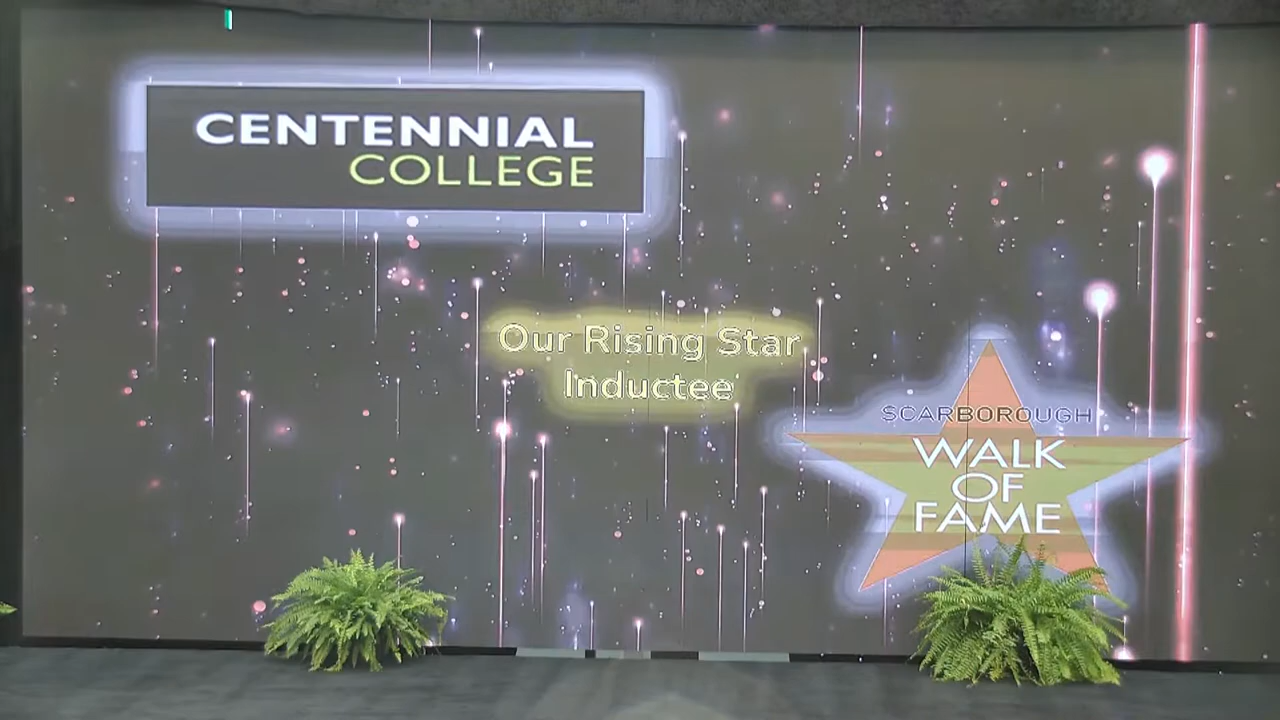 CENTENNIAL
COLLEGE
Our Rising Star
Inductee
SCARBOROUGH
WALK
OF
FAME